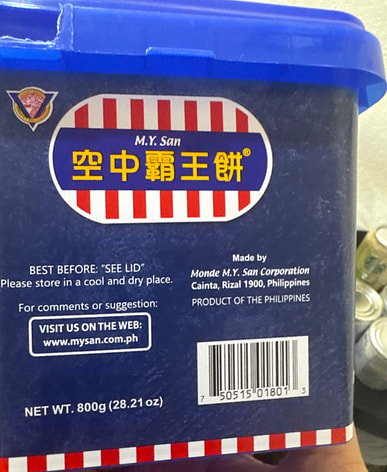 M.Y. San
空中霸王餅®
BEST BEFORE: "SEE LID"
Please store in a cool and dry place.
For comments or suggestion:
VISIT US ON THE WEB:
www.mysan.com.ph
NET WT. 800g (28.21 oz)
Made by
Monde M.Y. San Corporation
Cainta, Rizal 1900, Philippines
PRODUCT OF THE PHILIPPINES
7 50515 01801 3